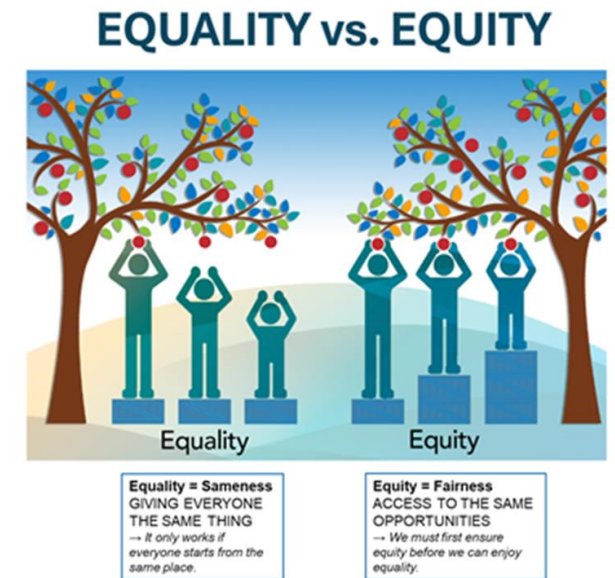 EQUALITY vs. EQUITY
Equality
Equity
Equality = Sameness
GIVING EVERYONE
THE SAME THING
→ It only works if
everyone starts from the
same place.
Equity = Fairness
ACCESS TO THE SAME
OPPORTUNITIES
→ We must first ensure
equity before we can enjoy
equality.